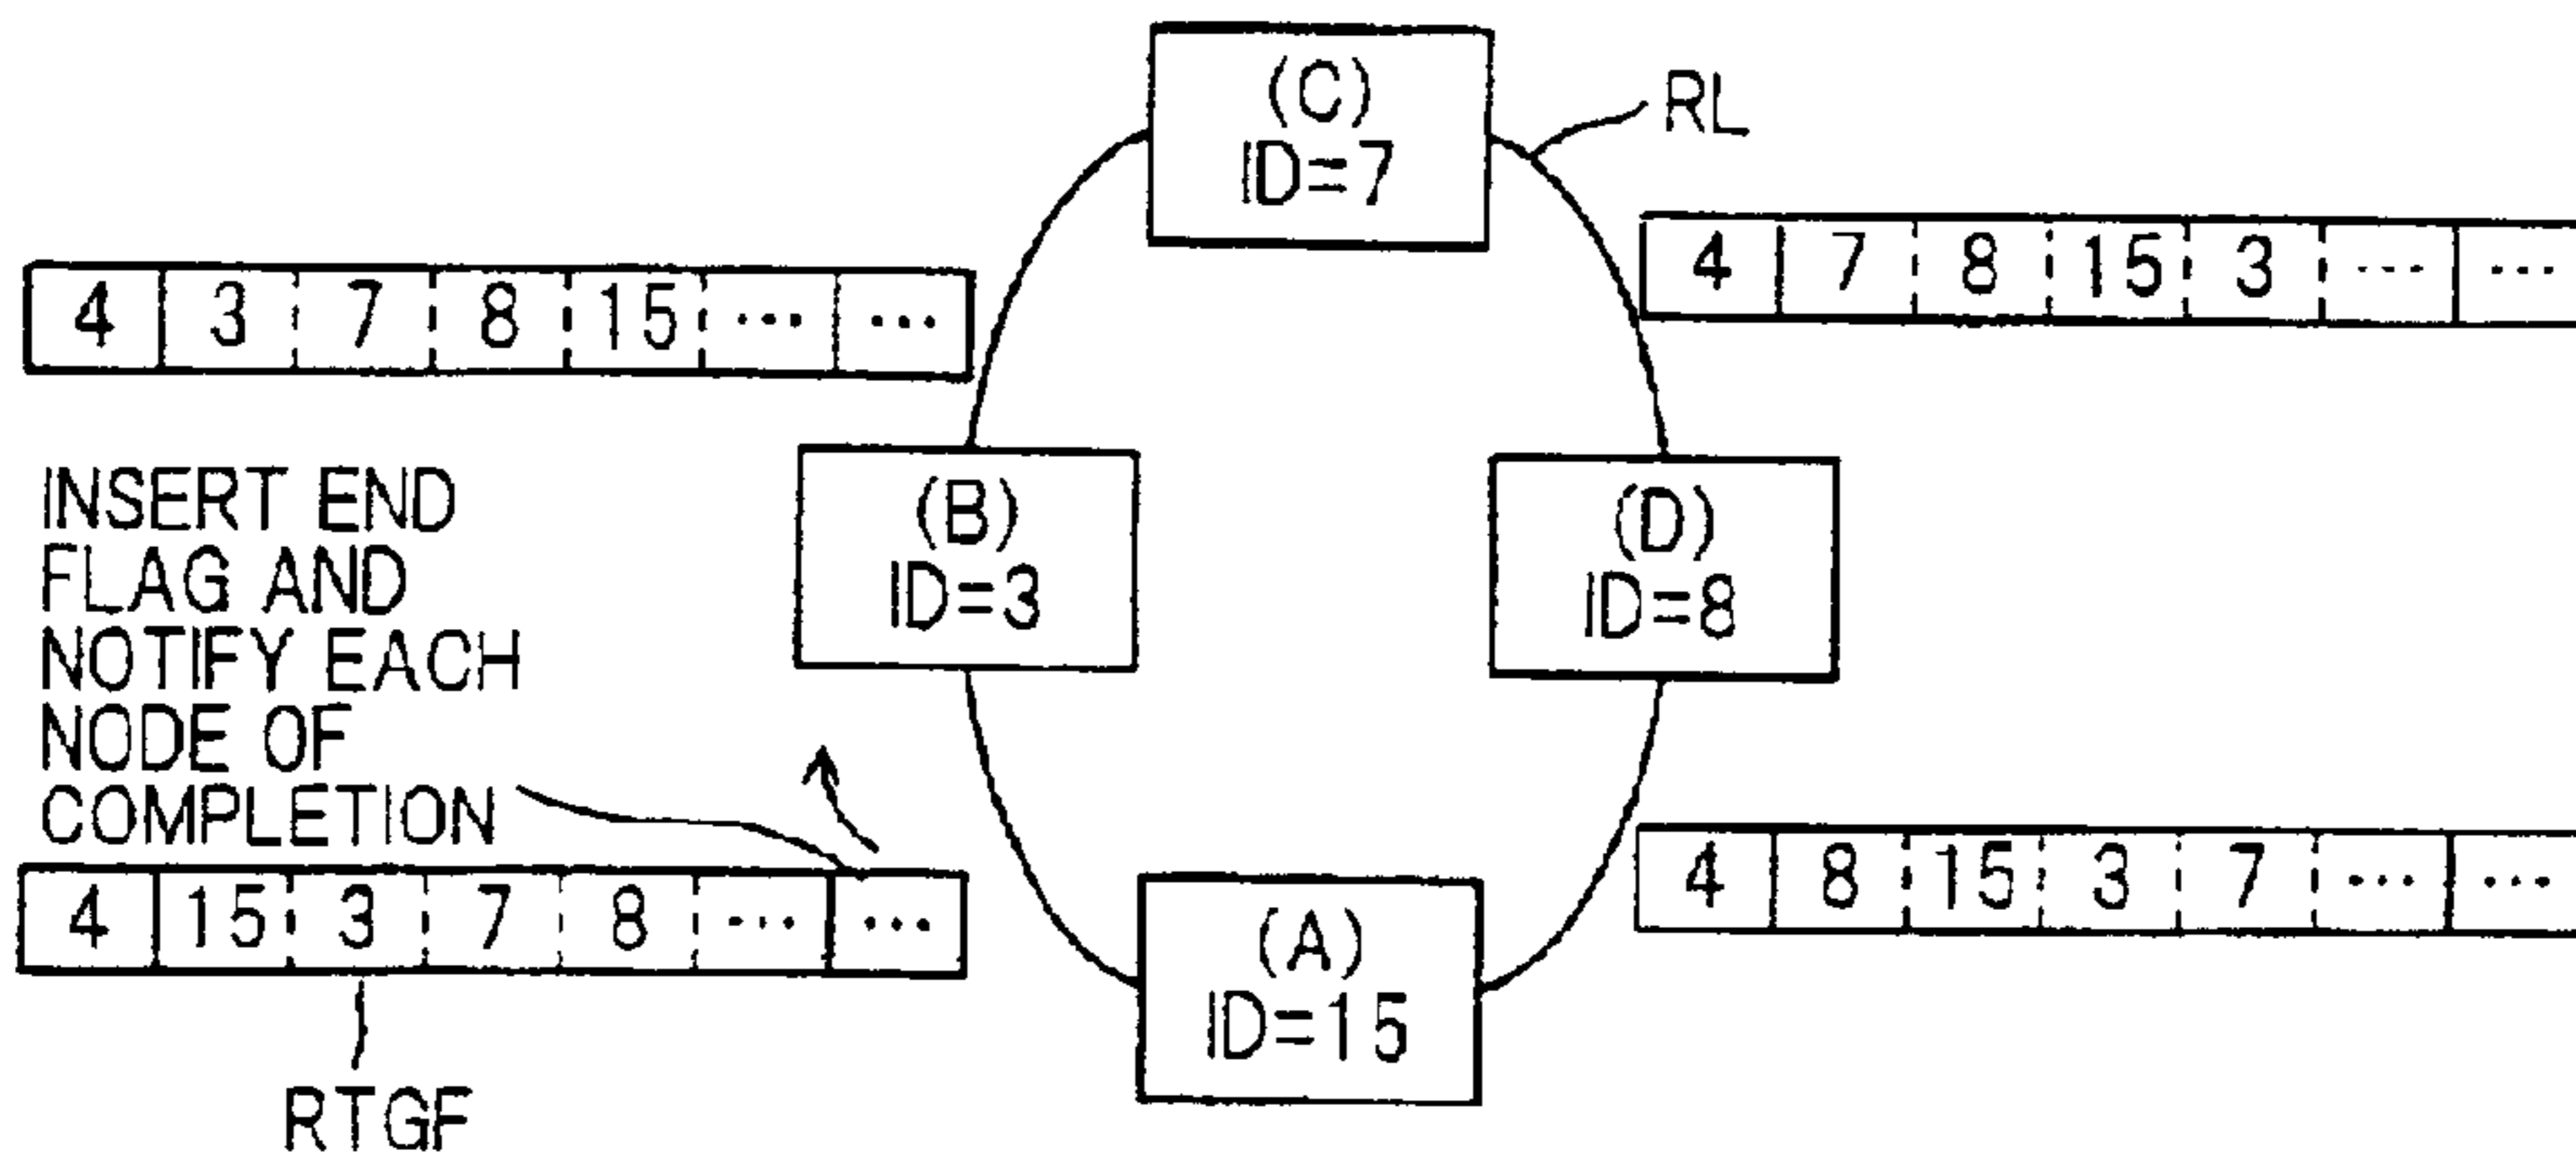 (C)
ID=7
RL
4 3 7 8 15 ... ...
4 7 8 15 3 ... ...
(B)
ID=3
(D)
ID=8
INSERT END
FLAG AND
NOTIFY EACH
NODE OF
COMPLETION
4 15 3 7 8 ... ...
4 8 15 3 7 ... ...
(A)
ID=15
RTGF